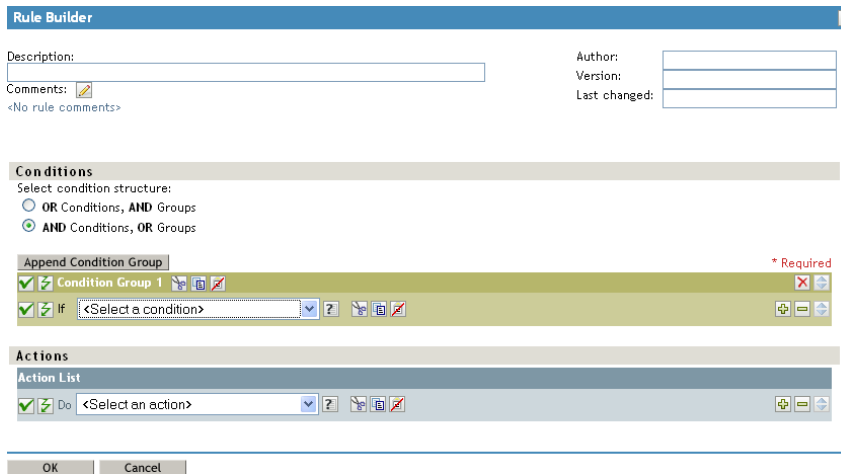 Rule Builder
Description:
Author:
Version:
Comments:
Last changed:
<No rule comments>
Conditions
Select condition structure:
OR Conditions, AND Groups
AND Conditions, OR Groups
Append Condition Group
* Required
Condition Group 1
If <Select a condition>
Actions
Action List
Do <Select an action>
OK Cancel